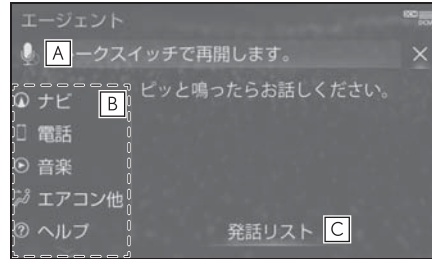 エージェント
A ークスイッチで再開します。
B
ピッと鳴ったらお話しください。
ナビ
電話
音楽
エアコン他
ヘルプ
発話リスト C